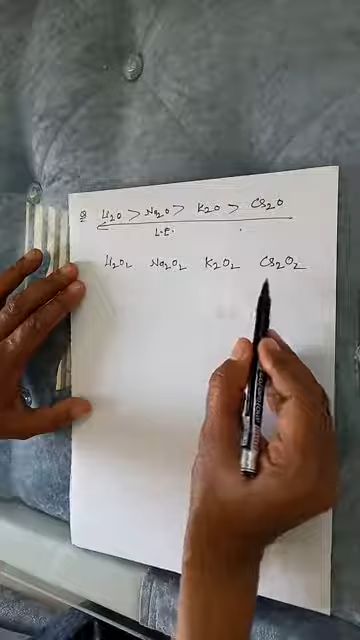 Li₂O > Na₂O > K₂O > Cs₂O
L.E.
Li₂O₂ Na₂O₂ K₂O₂ Cs₂O₂